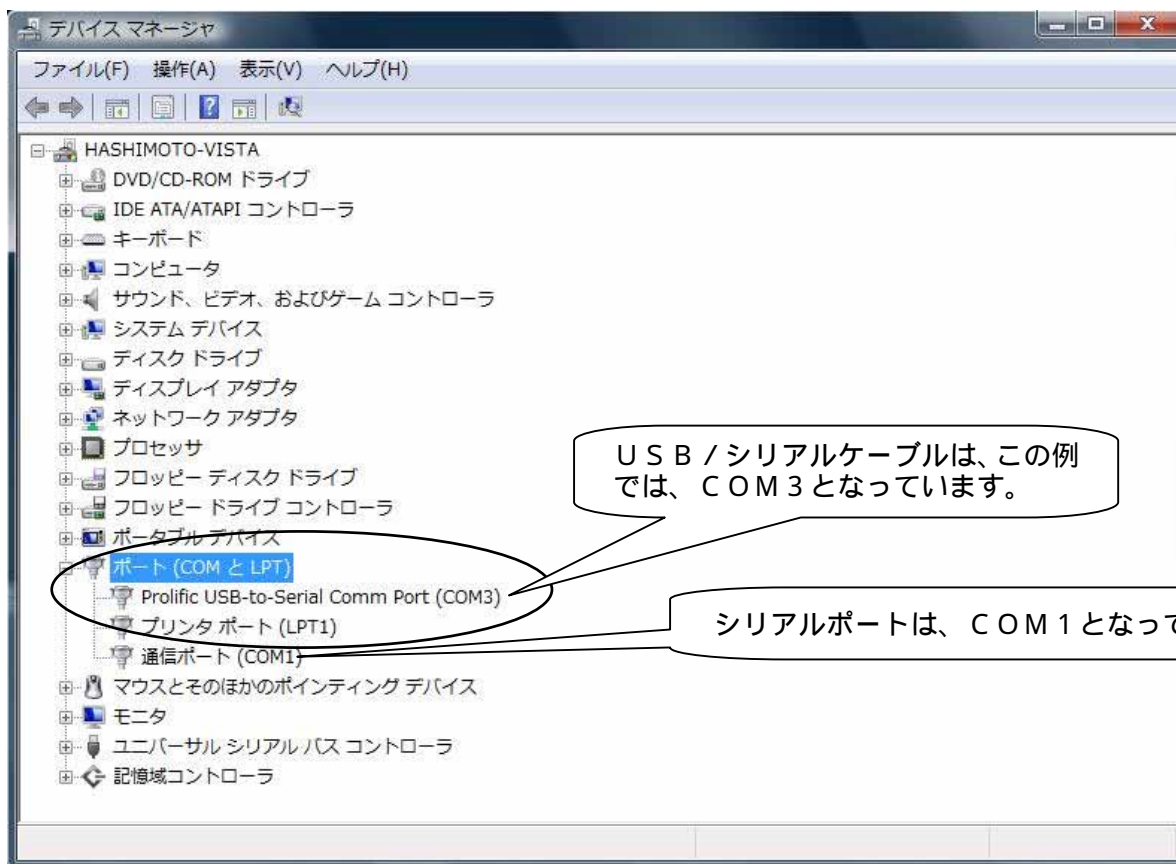 デバイス マネージャ
ファイル(F) 操作(A) 表示(V) ヘルプ(H)
HASHIMOTO-VISTA
DVD/CD-ROM ドライブ
IDE ATA/ATAPI コントローラ
キーボード
コンピュータ
サウンド、ビデオ、およびゲーム コントローラ
システム デバイス
ディスク ドライブ
ディスプレイ アダプタ
ネットワーク アダプタ
プロセッサ
フロッピー ディスク ドライブ
フロッピー ドライブ コントローラ
ポータブル デバイス
ポート (COM と LPT)
Prolific USB-to-Serial Comm Port (COM3)
プリンタ ポート (LPT1)
通信ポート (COM1)
マウスとそのほかのポインティング デバイス
モニタ
ユニバーサル シリアル バス コントローラ
記憶域コントローラ
USB/シリアルケーブルは、この例
では、COM3となっています。
シリアルポートは、COM1となって